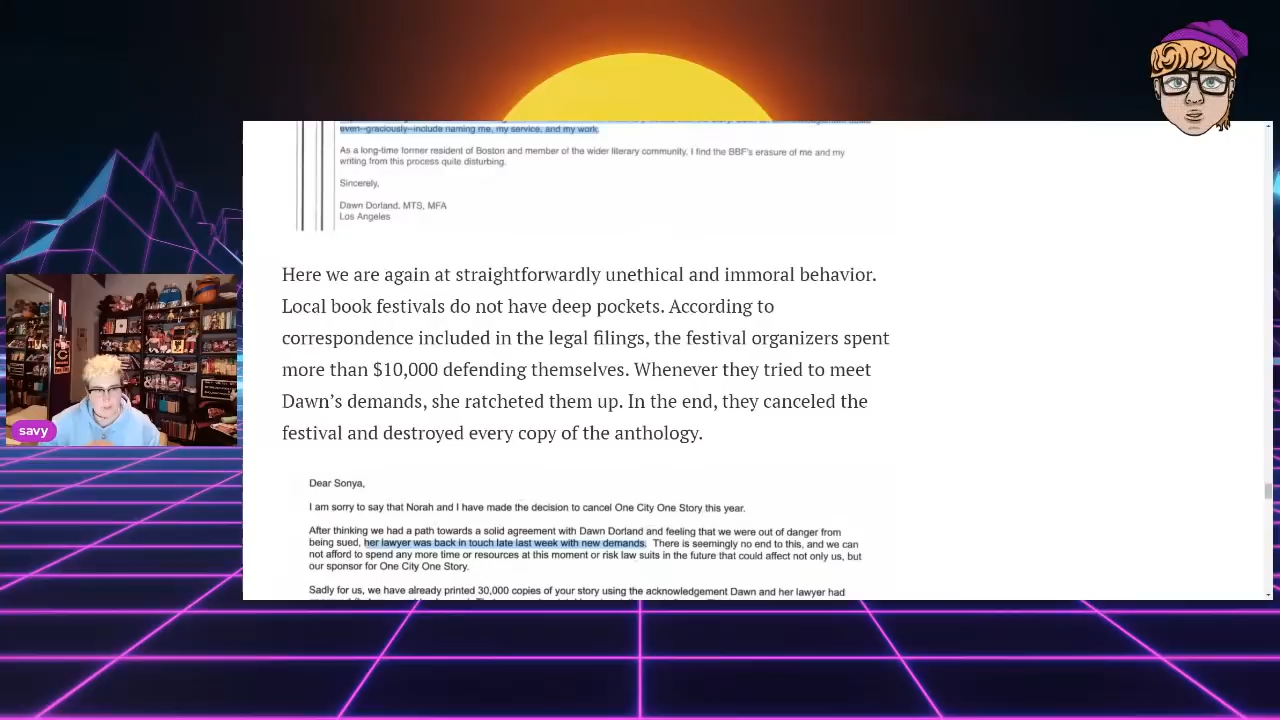 even--graciously--include naming me, my service, and my work.
As a long-time former resident of Boston and member of the wider literary community, I find the BBF's erasure of me and my
writing from this process quite disturbing.
Sincerely,
Dawn Dorland, MTS, MFA
Los Angeles
Here we are again at straightforwardly unethical and immoral behavior.
Local book festivals do not have deep pockets. According to
correspondence included in the legal filings, the festival organizers spent
more than $10,000 defending themselves. Whenever they tried to meet
Dawn’s demands, she ratcheted them up. In the end, they canceled the
festival and destroyed every copy of the anthology.
savy
Dear Sonya,
I am sorry to say that Norah and I have made the decision to cancel One City One Story this year.
After thinking we had a path towards a solid agreement with Dawn Dorland and feeling that we were out of danger from
being sued, her lawyer was back in touch late last week with new demands. There is seemingly no end to this, and we can
not afford to spend any more time or resources at this moment or risk law suits in the future that could affect not only us, but
our sponsor for One City One Story.
Sadly for us, we have already printed 30,000 copies of your story using the acknowledgement Dawn and her lawyer had